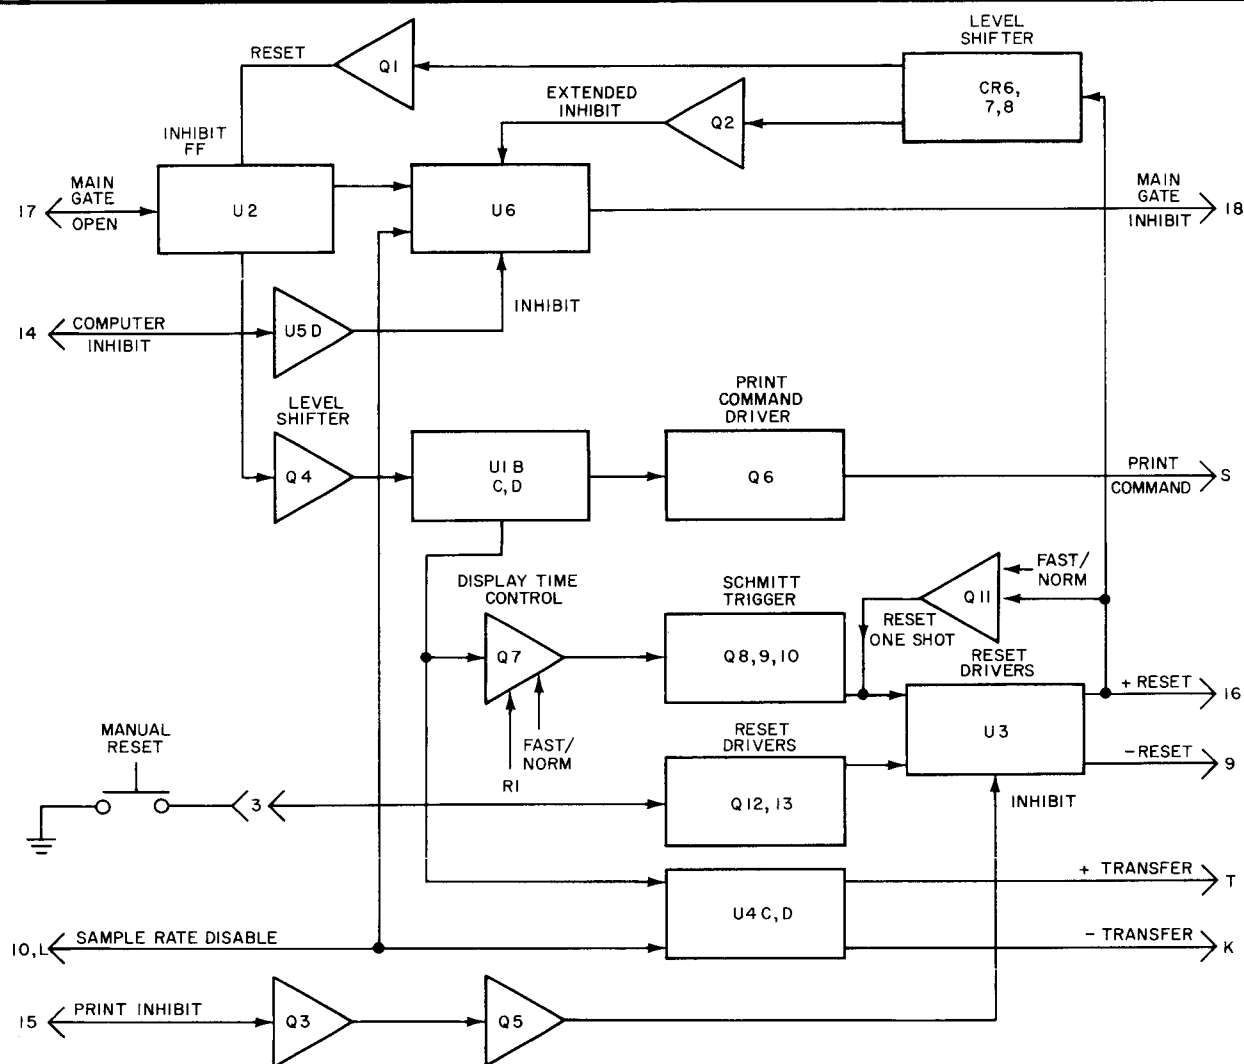 LEVEL
SHIFTER
RESET
Q1
CR6,
7,8
EXTENDED
INHIBIT
Q2
INHIBIT
FF
MAIN
GATE
OPEN
17
U2
U6
MAIN
GATE
INHIBIT
18
INHIBIT
14
COMPUTER
INHIBIT
U5D
LEVEL
SHIFTER
PRINT
COMMAND
DRIVER
Q4
U1B
C,D
Q6
PRINT
COMMAND
S
DISPLAY TIME
CONTROL
SCHMITT
TRIGGER
FAST/
NORM
Q11
RESET
ONE SHOT
Q7
Q8,9,10
RESET
DRIVERS
+ RESET
16
U3
FAST/
NORM
R1
MANUAL
RESET
RESET
DRIVERS
-RESET
9
3
Q12,13
INHIBIT
+ TRANSFER
T
U4C,D
10,L
SAMPLE RATE DISABLE
- TRANSFER
K
15
PRINT INHIBIT
Q3
Q5